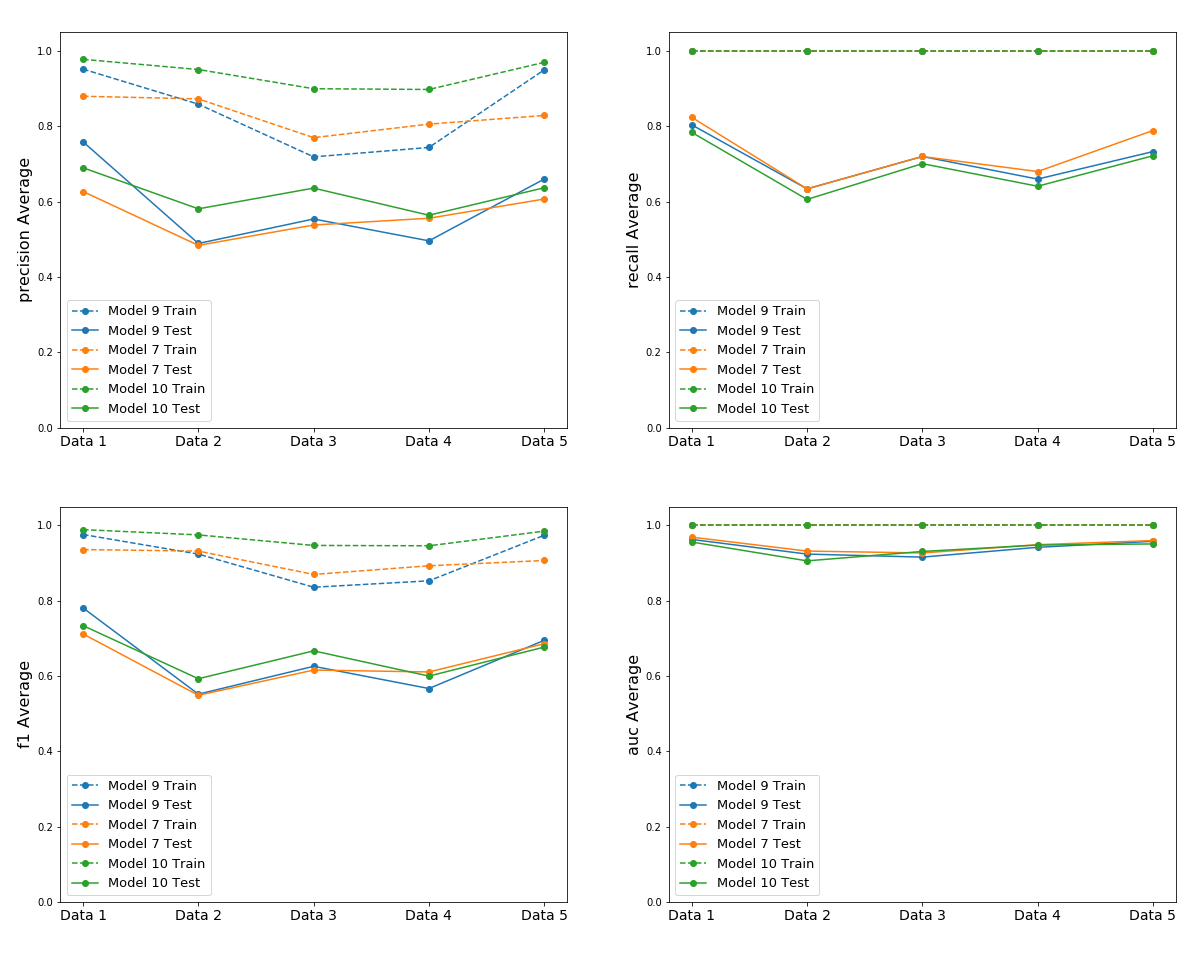 precision Average
1.0
0.8
0.6
0.4
0.2
0.0
Model 9 Train
Model 9 Test
Model 7 Train
Model 7 Test
Model 10 Train
Model 10 Test
Data 1 Data 2 Data 3 Data 4 Data 5
recall Average
1.0
0.8
0.6
0.4
0.2
0.0
Model 9 Train
Model 9 Test
Model 7 Train
Model 7 Test
Model 10 Train
Model 10 Test
Data 1 Data 2 Data 3 Data 4 Data 5
f1 Average
1.0
0.8
0.6
0.4
0.2
0.0
Model 9 Train
Model 9 Test
Model 7 Train
Model 7 Test
Model 10 Train
Model 10 Test
Data 1 Data 2 Data 3 Data 4 Data 5
auc Average
1.0
0.8
0.6
0.4
0.2
0.0
Model 9 Train
Model 9 Test
Model 7 Train
Model 7 Test
Model 10 Train
Model 10 Test
Data 1 Data 2 Data 3 Data 4 Data 5